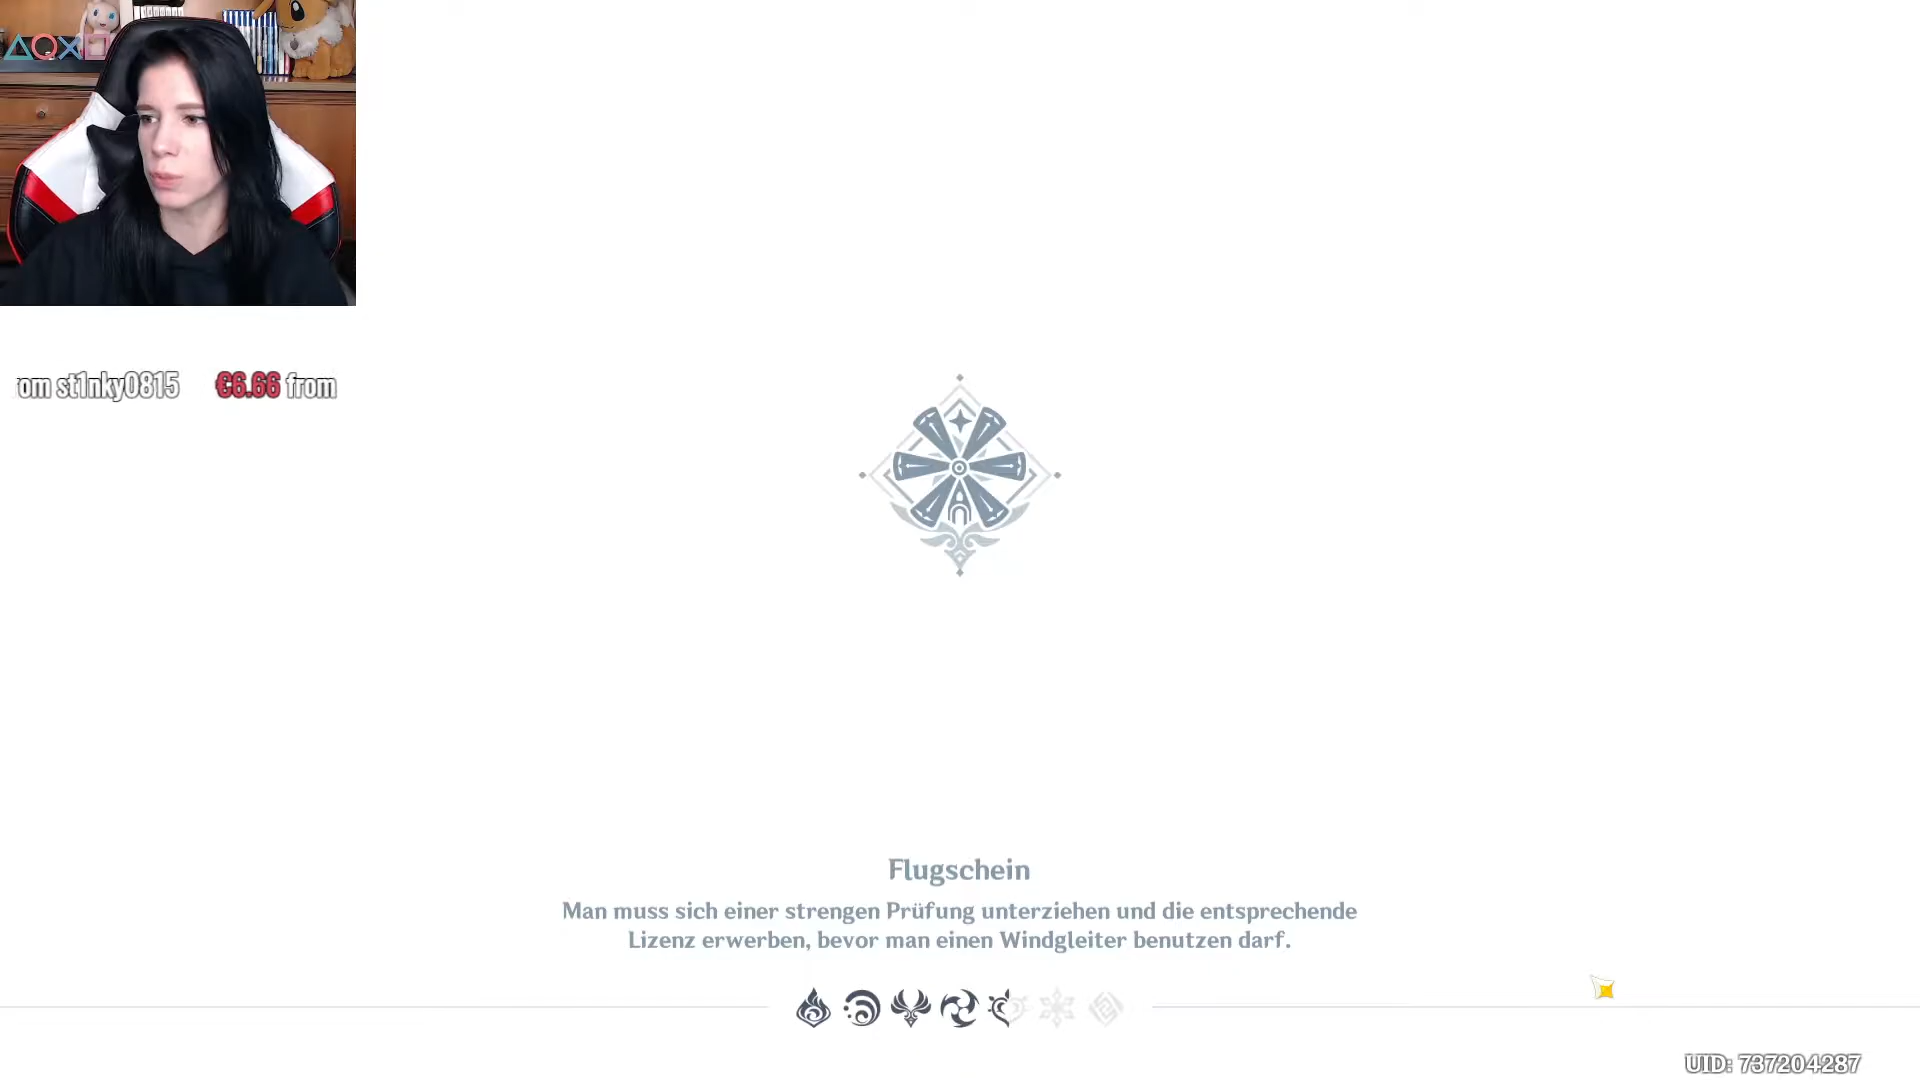 om st1nky0815 €6.66 from
Flugschein
Man muss sich einer strengen Prüfung unterziehen und die entsprechende
Lizenz erwerben, bevor man einen Windgleiter benutzen darf.
UID: 737204287